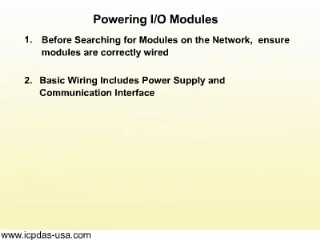 Powering I/O Modules
1. Before Searching for Modules on the Network, ensure
modules are correctly wired
2. Basic Wiring Includes Power Supply and
Communication Interface
www.icpdas-usa.com